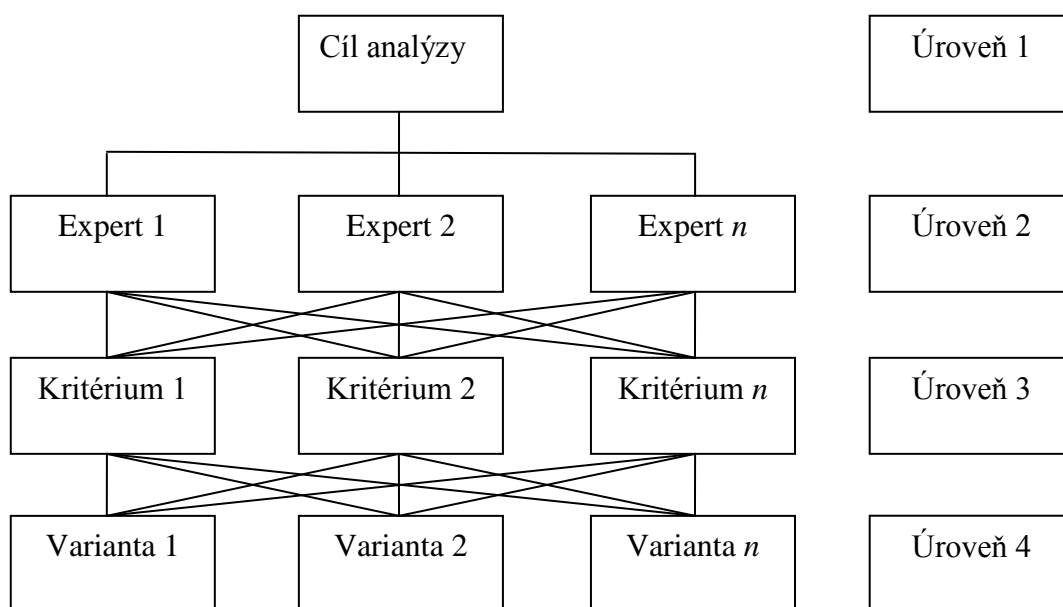 Cíl analýzy
Úroveň 1
Expert 1
Expert 2
Expert n
Úroveň 2
Kritérium 1
Kritérium 2
Kritérium n
Úroveň 3
Varianta 1
Varianta 2
Varianta n
Úroveň 4